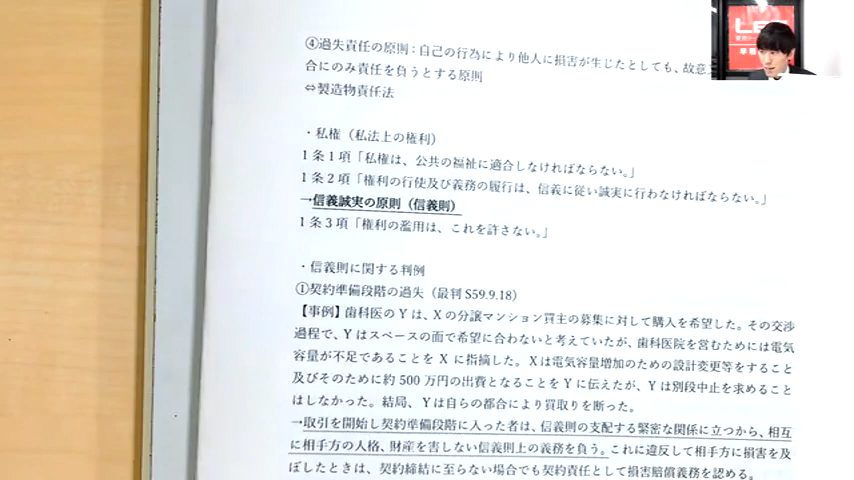 ④過失責任の原則：自己の行為により他人に損害が生じたとしても、故意
合にのみ責任を負うとする原則
⇔製造物責任法
・私権（私法上の権利）
1条1項「私権は、公共の福祉に適合しなければならない。」
1条2項「権利の行使及び義務の履行は、信義に従い誠実に行わなければならない。」
→信義誠実の原則（信義則）
1条3項「権利の濫用は、これを許さない。」
・信義則に関する判例
①契約準備段階の過失（最判 S59.9.18）
【事例】歯科医のYは、Xの分譲マンション買主の募集に対して購入を希望した。その交渉
過程で、Yはスペースの面で希望に合わないと考えていたが、歯科医院を営むためには電気
容量が不足であることを X に指摘した。X は電気容量増加のための設計変更等をすること
及びそのために約 500 万円の出費となることを Y に伝えたが、Y は別段中止を求めること
はしなかった。結局、Y は自らの都合により買取りを断った。
→取引を開始し契約準備段階に入った者は、信義則の支配する緊密な関係に立つから、相互
に相手方の人格、財産を害しない信義則上の義務を負う。これに違反して相手方に損害を及
ぼしたときは、契約締結に至らない場合でも契約責任として損害賠償義務を認める。
LEC